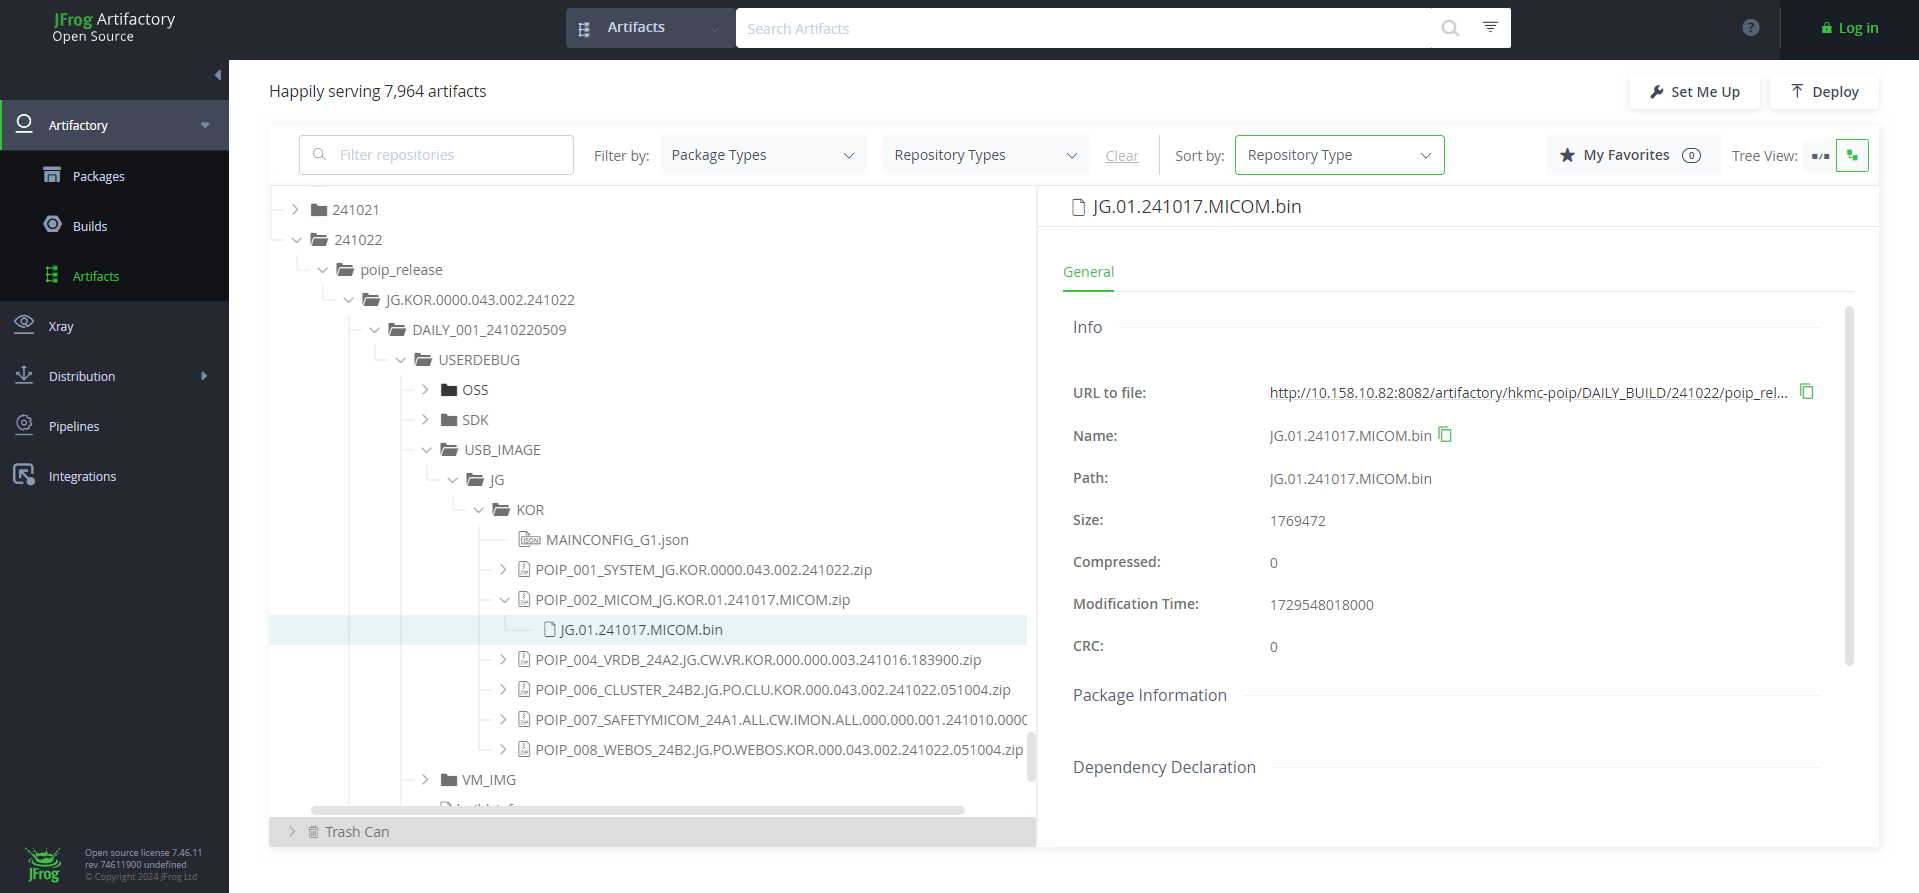 JFrog Artifactory
Open Source
Artifacts
Search Artifacts
?
Log in
Artifactory
Packages
Builds
Artifacts
Xray
Distribution
Pipelines
Integrations
JFrog
Open source license 7.46.11
rev 74611900 undefined
© Copyright 2024 JFrog Ltd
Happily serving 7,964 artifacts
Set Me Up
Deploy
Filter repositories
Filter by:
Package Types
Repository Types
Clear
Sort by:
Repository Type
My Favorites 0
Tree View:
241021
241022
poip_release
JG.KOR.0000.043.002.241022
DAILY_001_2410220509
USERDEBUG
OSS
SDK
USB_IMAGE
JG
KOR
MAINCONFIG_G1.json
POIP_001_SYSTEM_JG.KOR.0000.043.002.241022.zip
POIP_002_MICOM_JG.KOR.01.241017.MICOM.zip
JG.01.241017.MICOM.bin
POIP_004_VRDB_24A2.JG.CW.VR.KOR.000.000.003.241016.183900.zip
POIP_006_CLUSTER_24B2.JG.PO.CLU.KOR.000.043.002.241022.051004.zip
POIP_007_SAFETYMICOM_24A1.ALL.CW.IMON.ALL.000.000.001.241010.0000
POIP_008_WEBOS_24B2.JG.PO.WEBOS.KOR.000.043.002.241022.051004.zip
VM_IMG
Trash Can
JG.01.241017.MICOM.bin
General
Info
URL to file: http://10.158.10.82:8082/artifactory/hkmc-poip/DAILY_BUILD/241022/poip_rel...
Name: JG.01.241017.MICOM.bin
Path: JG.01.241017.MICOM.bin
Size: 1769472
Compressed: 0
Modification Time: 1729548018000
CRC: 0
Package Information
Dependency Declaration